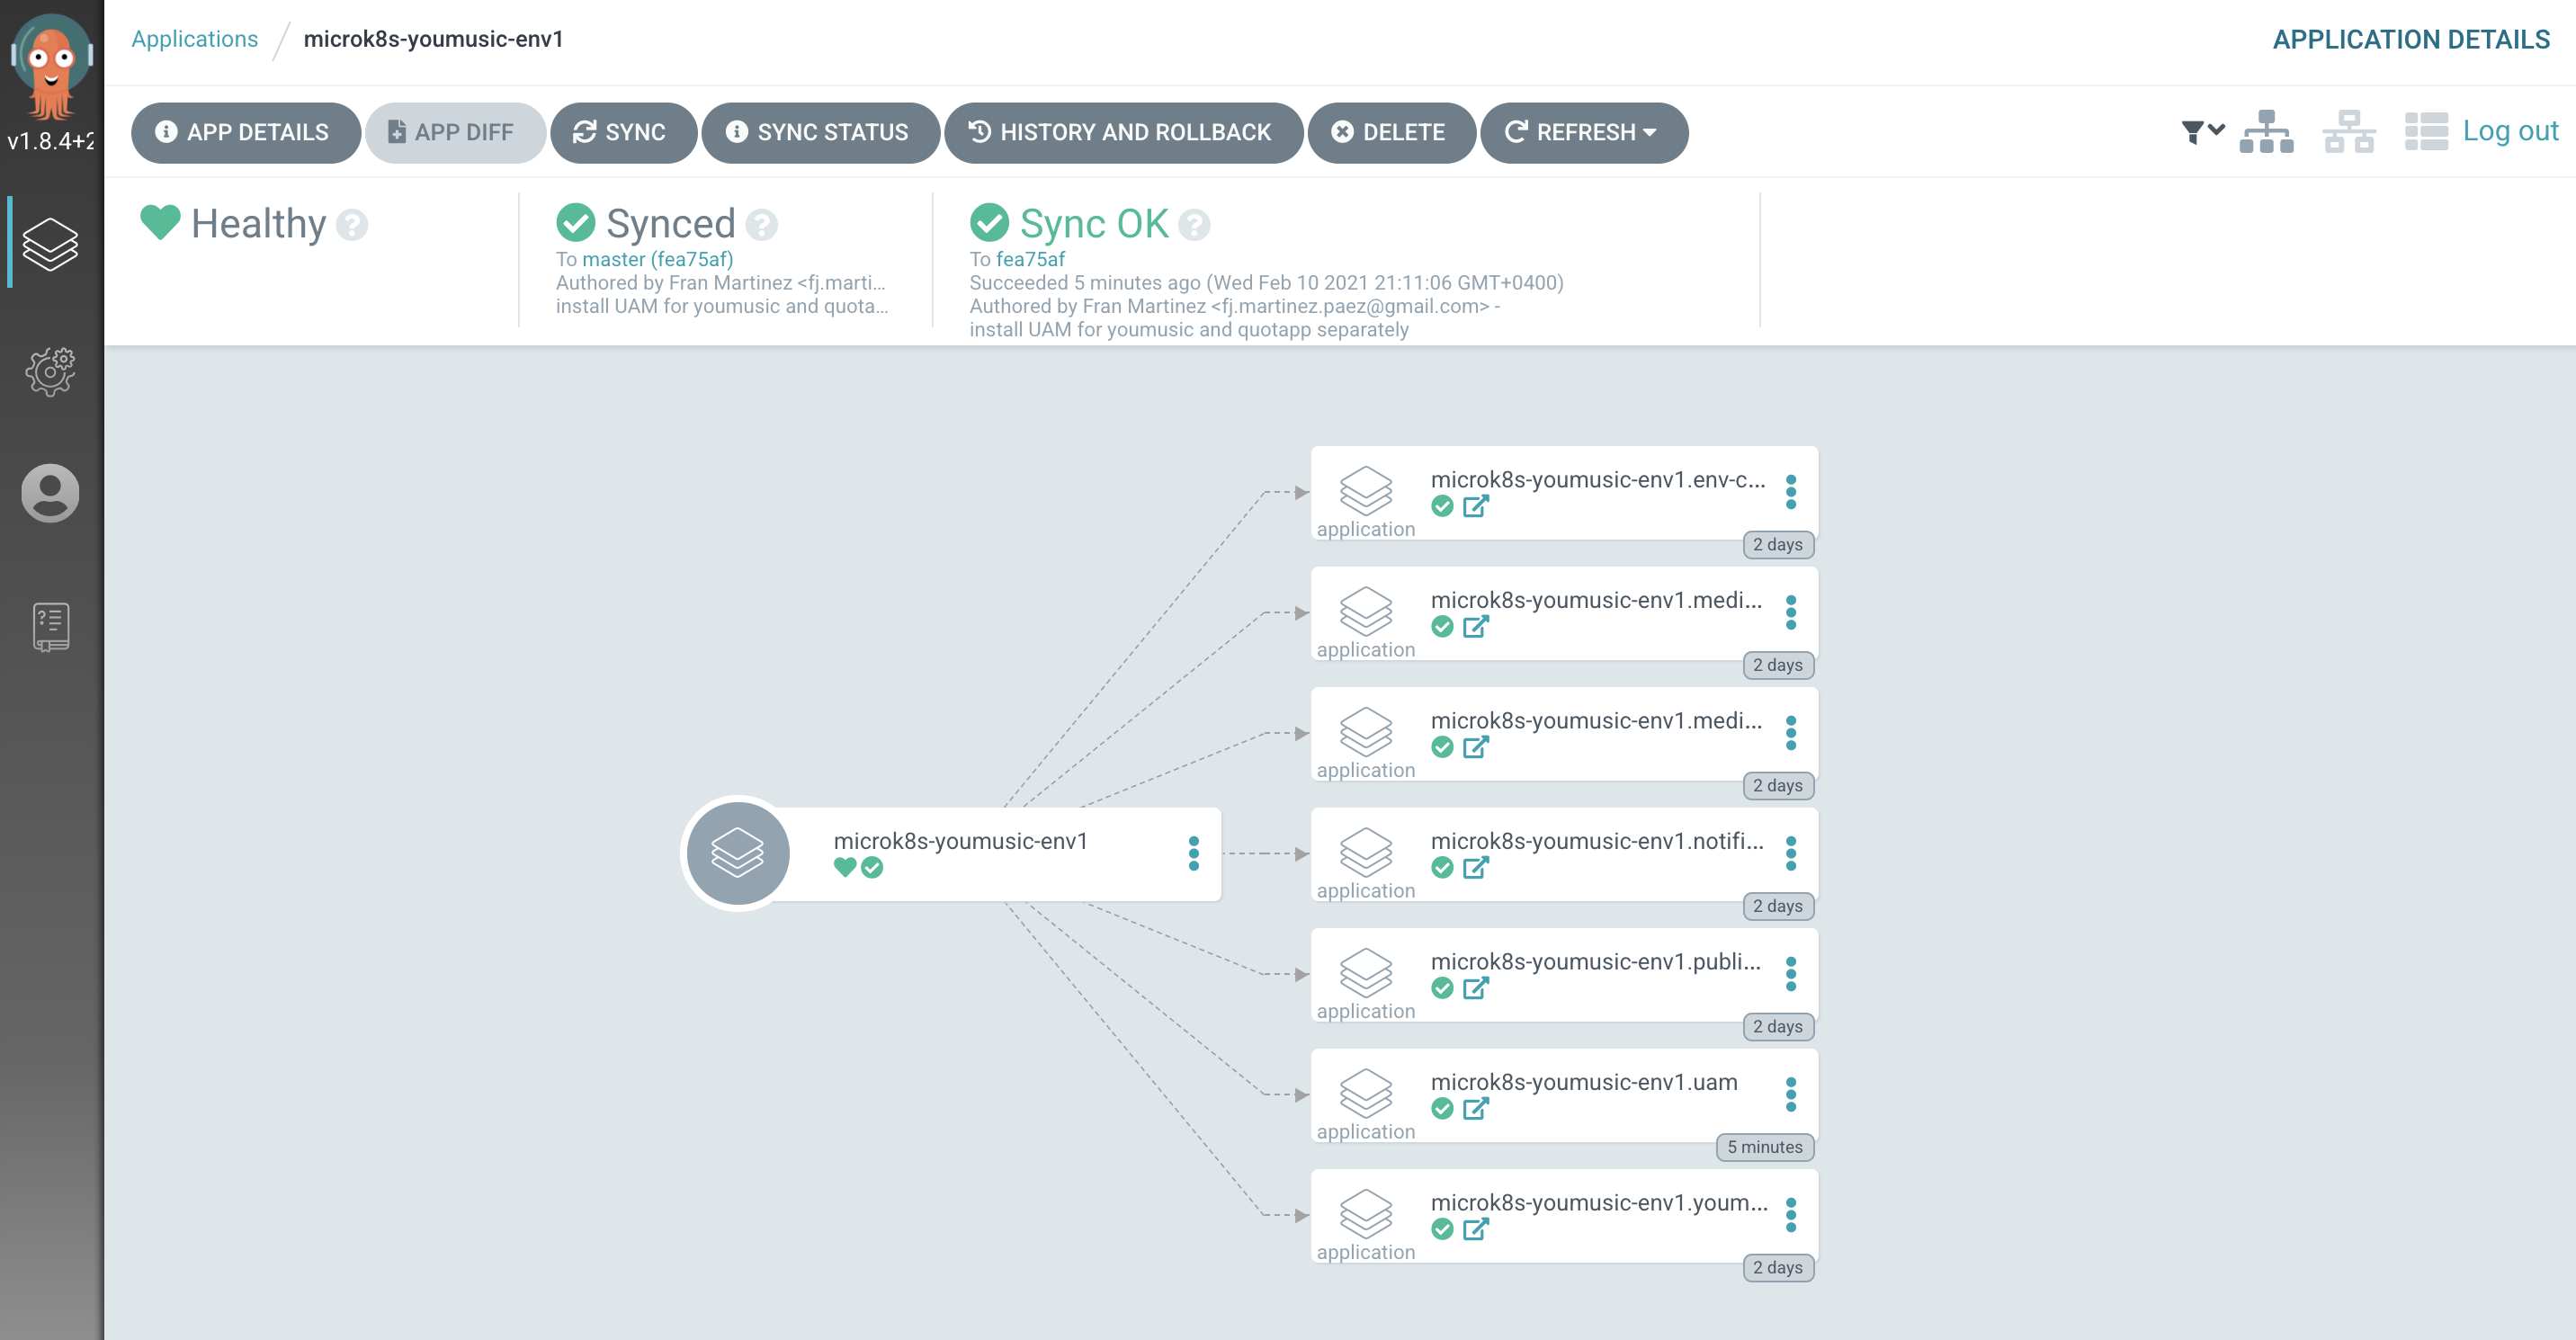 Applications / microk8s-youmusic-env1
APPLICATION DETAILS
v1.8.4+2
APP DETAILS
APP DIFF
SYNC
SYNC STATUS
HISTORY AND ROLLBACK
DELETE
REFRESH
Log out
Healthy
Synced
To master (fea75af)
Authored by Fran Martinez <fj.marti...
install UAM for youmusic and quota...
Sync OK
To fea75af
Succeeded 5 minutes ago (Wed Feb 10 2021 21:11:06 GMT+0400)
Authored by Fran Martinez <fj.martinez.paez@gmail.com> -
install UAM for youmusic and quotapp separately
microk8s-youmusic-env1
microk8s-youmusic-env1.env-c...
application
2 days
microk8s-youmusic-env1.medi...
application
2 days
microk8s-youmusic-env1.medi...
application
2 days
microk8s-youmusic-env1.notifi...
application
2 days
microk8s-youmusic-env1.publi...
application
2 days
microk8s-youmusic-env1.uam
application
5 minutes
microk8s-youmusic-env1.youm...
application
2 days